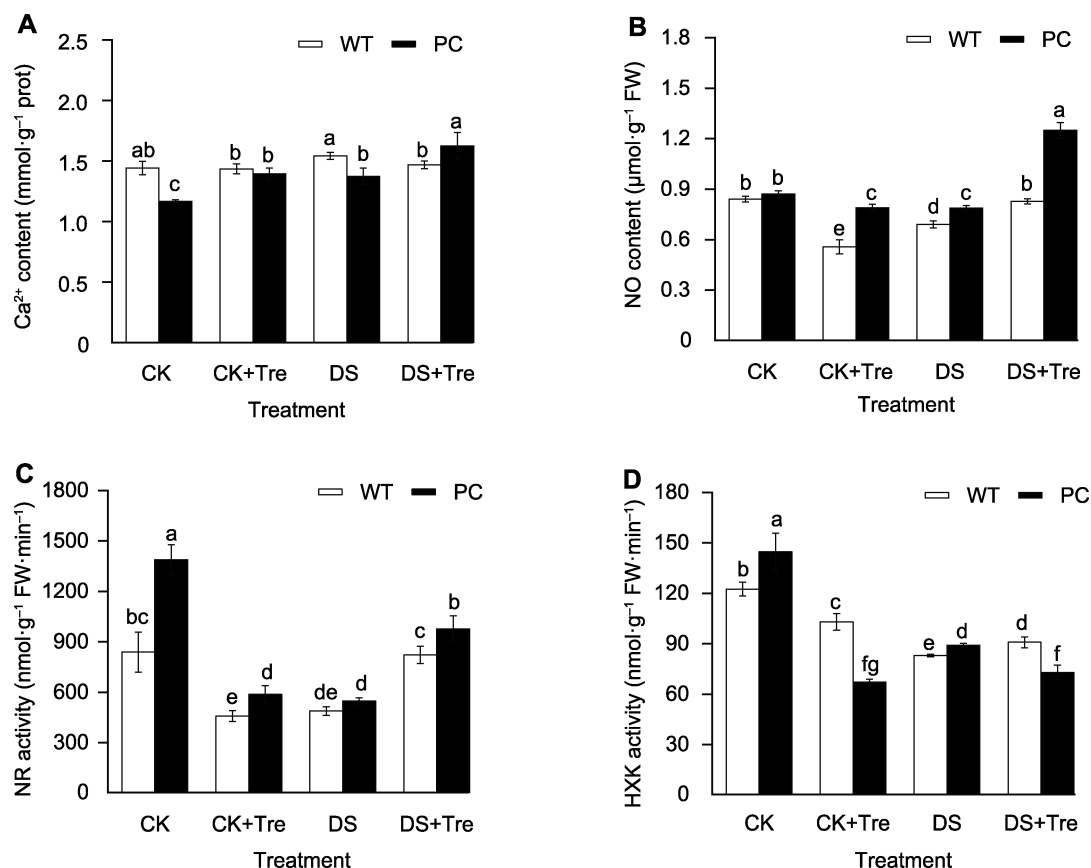 A
WT PC
Ca²⁺ content (mmol·g⁻¹ prot)
2.5
2.0
1.5
1.0
0.5
0
ab c b b a b b a
CK CK+Tre DS DS+Tre
Treatment
B
WT PC
NO content (μmol·g⁻¹ FW)
1.8
1.5
1.2
0.9
0.6
0.3
0
b b e c d c b a
CK CK+Tre DS DS+Tre
Treatment
C
WT PC
NR activity (nmol·g⁻¹ FW·min⁻¹)
1800
1500
1200
900
600
300
0
bc a e d de d c b
CK CK+Tre DS DS+Tre
Treatment
D
WT PC
HXK activity (nmol·g⁻¹ FW·min⁻¹)
180
150
120
90
60
30
0
b a c fg e d d f
CK CK+Tre DS DS+Tre
Treatment